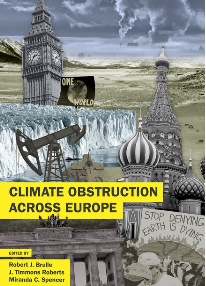 ONE
WORLD
CLIMATE OBSTRUCTION
ACROSS EUROPE
STOP DENYING
EARTH IS DYING
EDITED BY
Robert J. Brulle
J. Timmons Roberts
Miranda C. Spencer